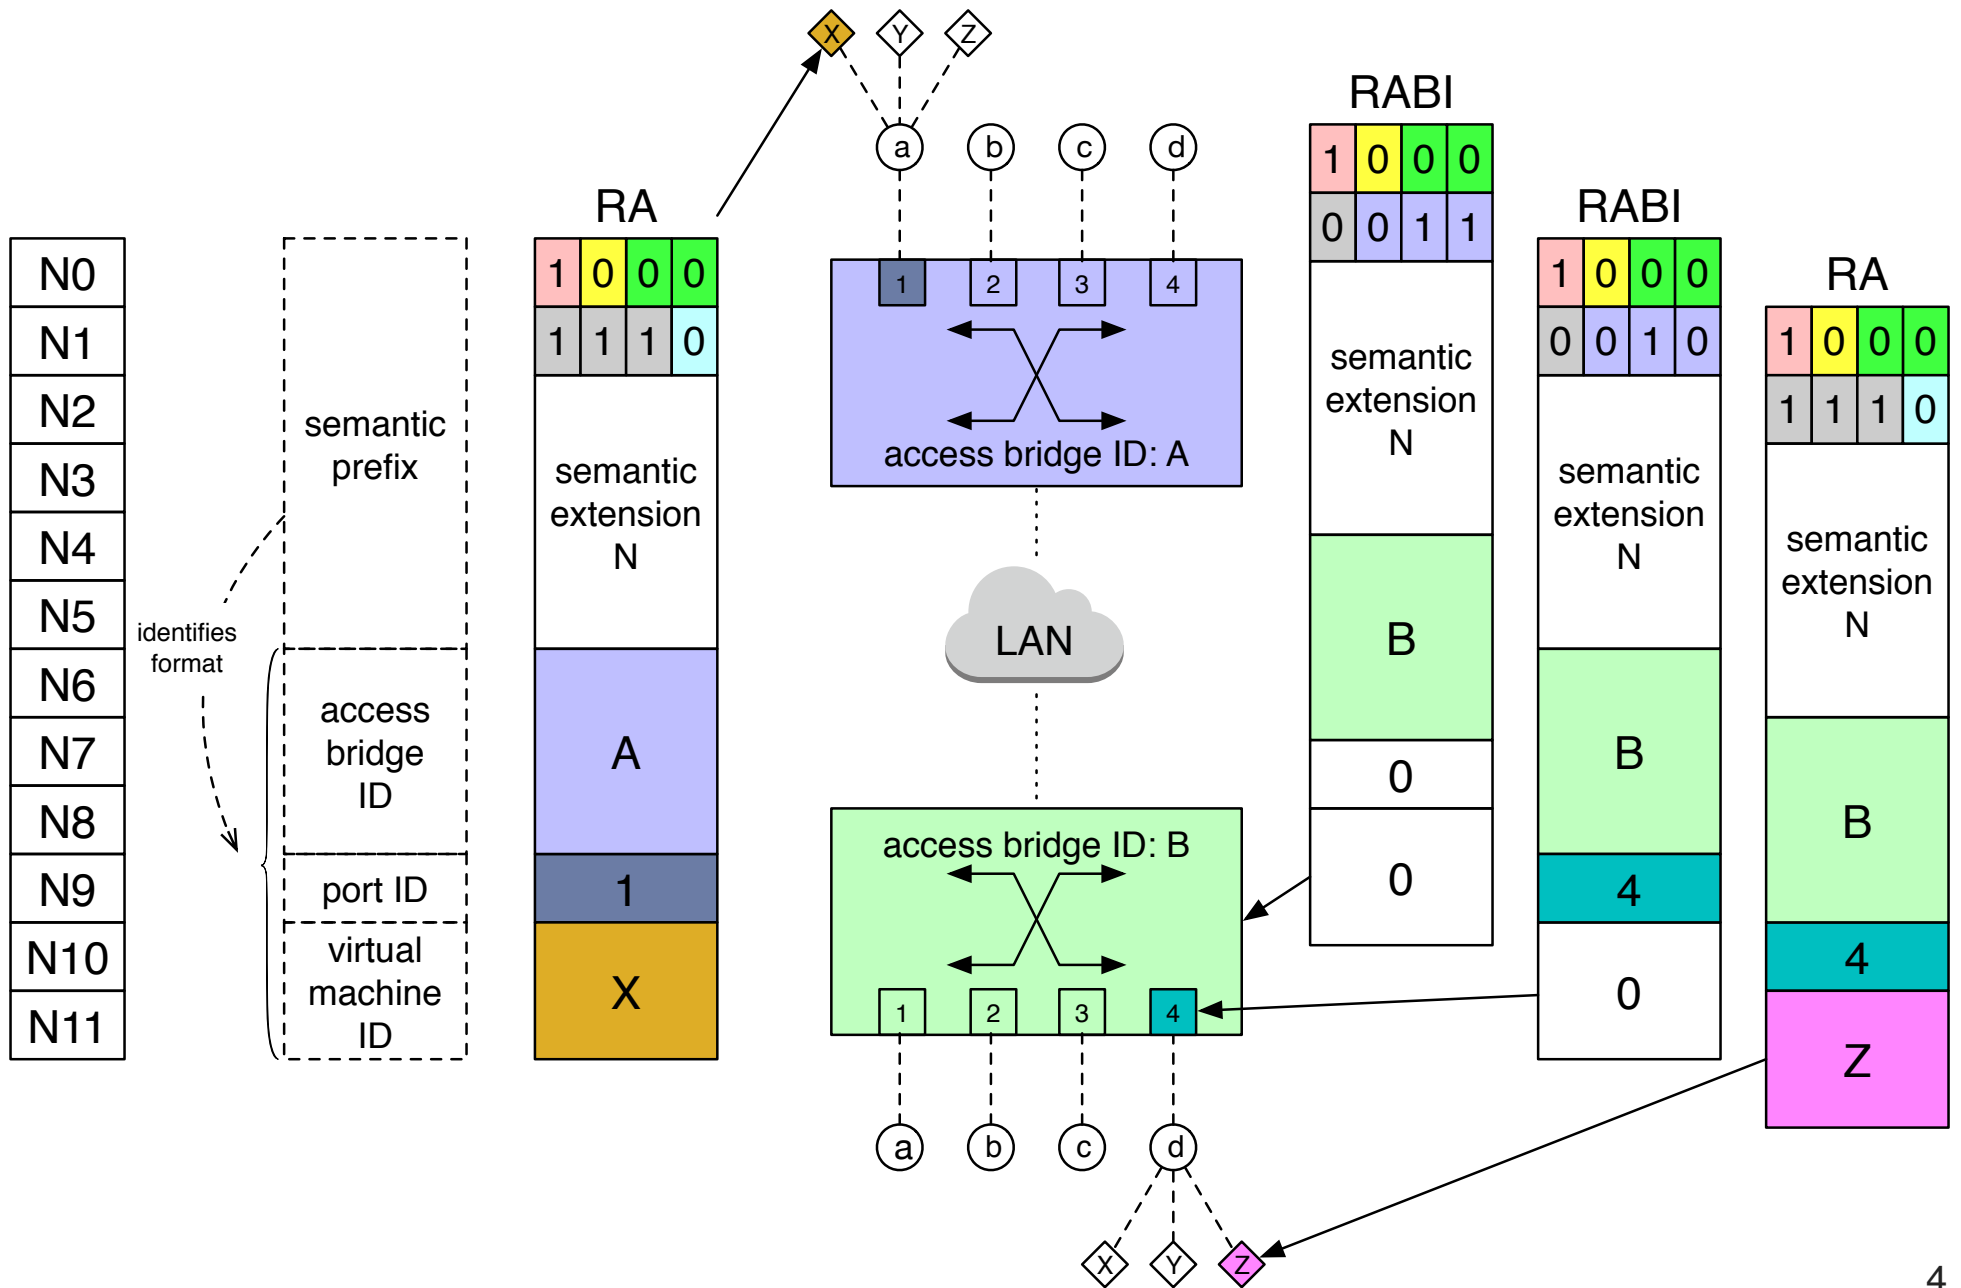 N0
N1
N2
N3
N4
N5
N6
N7
N8
N9
N10
N11
identifies
format
semantic
prefix
access
bridge
ID
port ID
virtual
machine
ID
RA
1 0 0 0
1 1 1 0
semantic
extension
N
A
1
X
X Y Z
a b c d
1 2 3 4
access bridge ID: A
LAN
access bridge ID: B
1 2 3 4
a b c d
X Y Z
RABI
1 0 0 0
0 0 1 1
semantic
extension
N
B
0
0
RABI
1 0 0 0
0 0 1 0
semantic
extension
N
B
4
0
RA
1 0 0 0
1 1 1 0
semantic
extension
N
B
4
Z
4